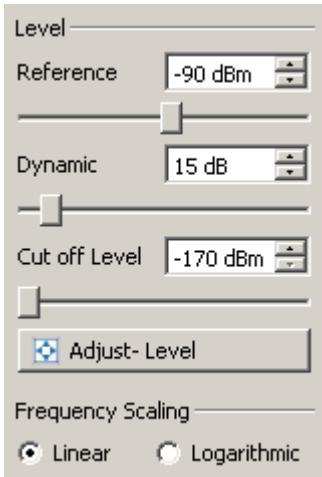 Level
Reference -90 dBm
Dynamic 15 dB
Cut off Level -170 dBm
Adjust- Level
Frequency Scaling
Linear Logarithmic